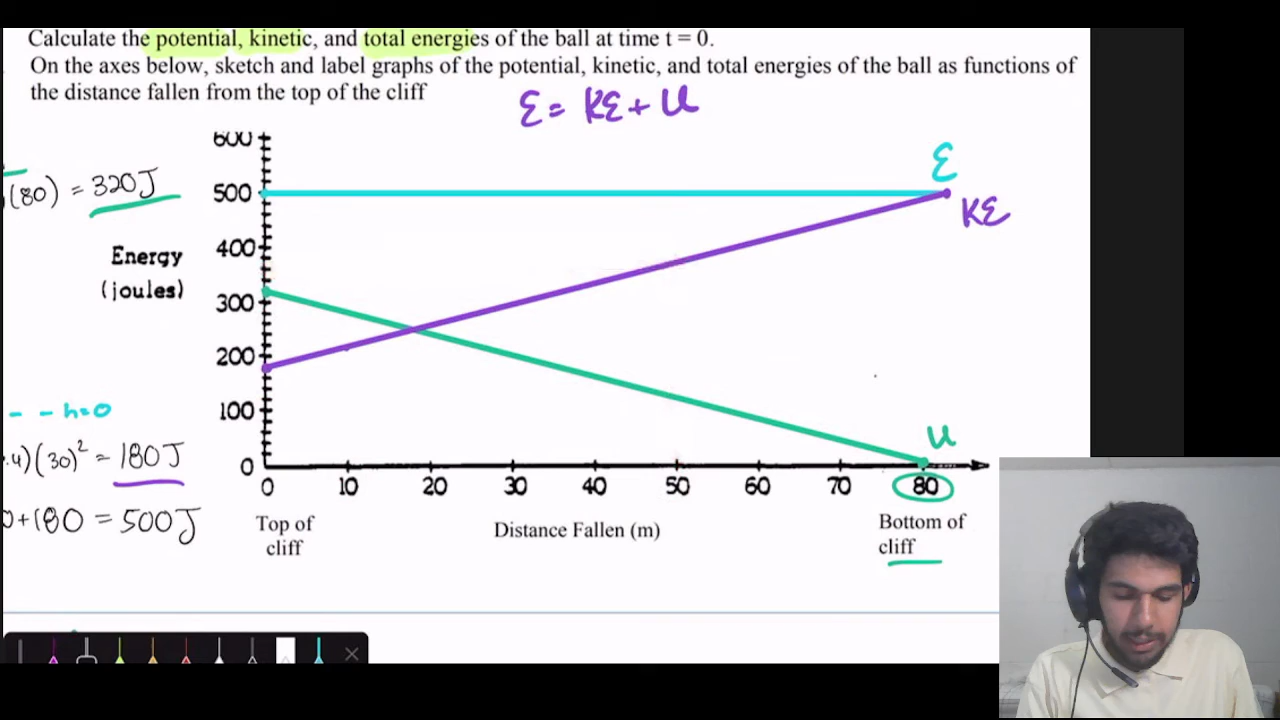 Calculate the potential, kinetic, and total energies of the ball at time t = 0.
On the axes below, sketch and label graphs of the potential, kinetic, and total energies of the ball as functions of
the distance fallen from the top of the cliff
Ɛ = KƐ + U
600
(80) = 320J
500
Ɛ
KƐ
400
Energy
(joules)
300
200
100
- - h=0
U
.4)(30)² = 180J
0
0 10 20 30 40 50 60 70 80
0+180 = 500J
Top of
cliff
Distance Fallen (m)
Bottom of
cliff